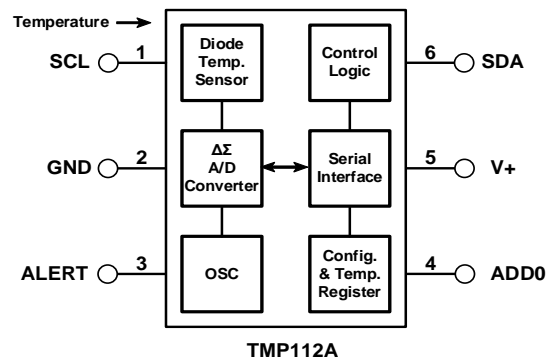 Temperature
SCL
1
Diode
Temp.
Sensor
Control
Logic
6
SDA
GND
2
ΔΣ
A/D
Converter
Serial
Interface
5
V+
ALERT
3
OSC
Config.
& Temp.
Register
4
ADD0
TMP112A